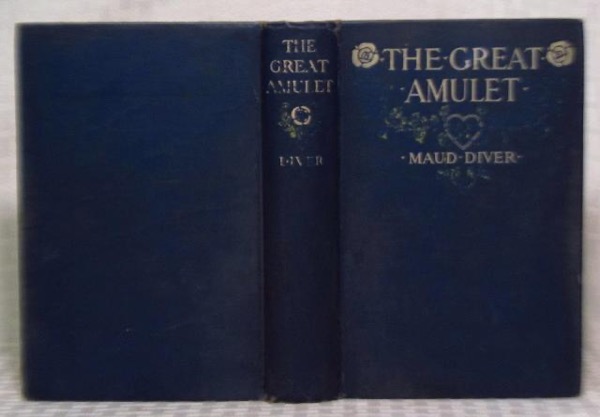 THE
GREAT
AMULET
DIVER
THE·GREAT
·AMULET·
·MAUD·DIVER·